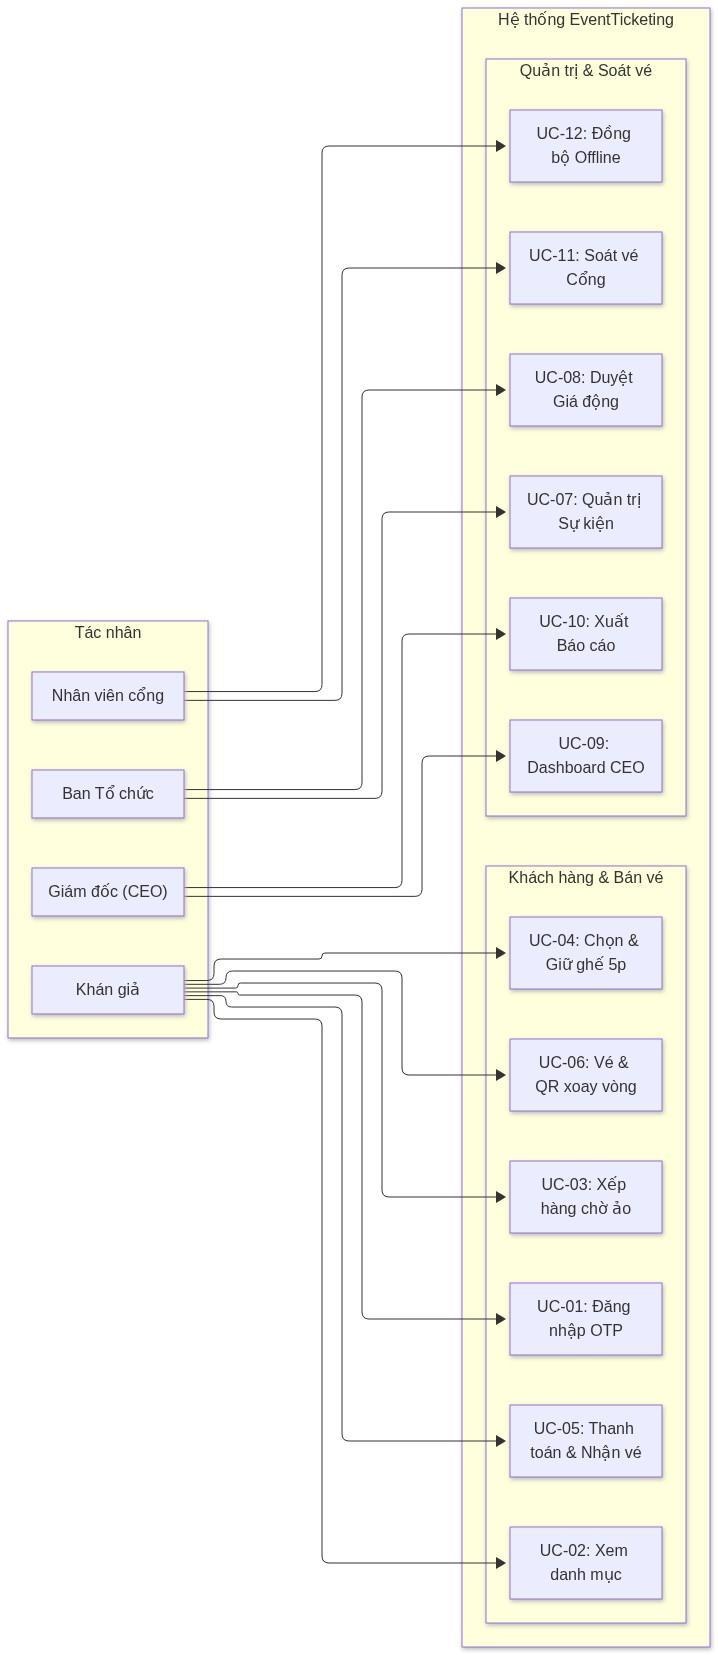 Hệ thống EventTicketing
Quản trị & Soát vé
UC-12: Đồng
bộ Offline
UC-11: Soát vé
Cổng
UC-08: Duyệt
Giá động
UC-07: Quản trị
Sự kiện
UC-10: Xuất
Báo cáo
UC-09:
Dashboard CEO
Tác nhân
Nhân viên cổng
Ban Tổ chức
Giám đốc (CEO)
Khán giả
Khách hàng & Bán vé
UC-04: Chọn &
Giữ ghế 5p
UC-06: Vé &
QR xoay vòng
UC-03: Xếp
hàng chờ ảo
UC-01: Đăng
nhập OTP
UC-05: Thanh
toán & Nhận vé
UC-02: Xem
danh mục